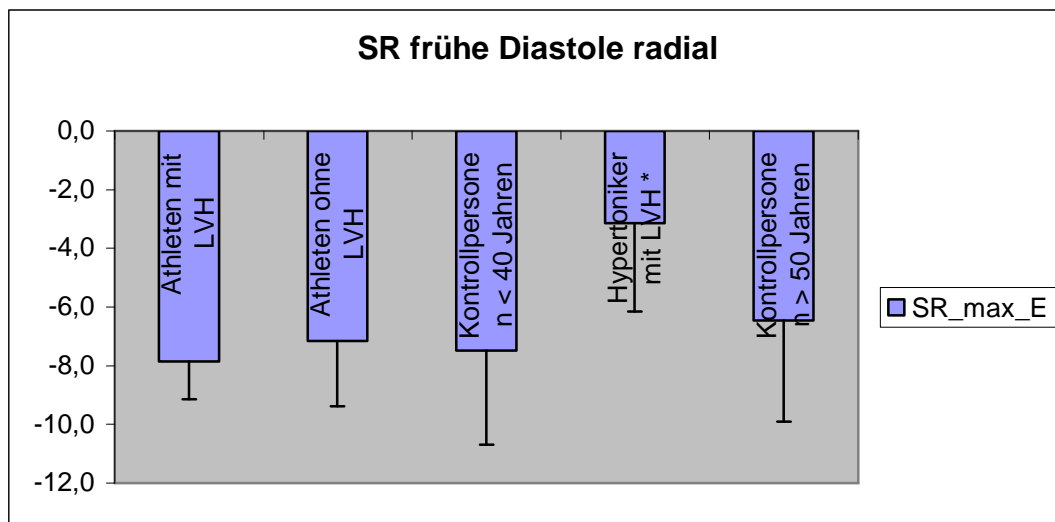 SR frühe Diastole radial
0,0
-2,0
-4,0
-6,0
-8,0
-10,0
-12,0
Athleten mit
LVH
Athleten ohne
LVH
Kontrollpersone
n < 40 Jahren
Hypertoniker
mit LVH *
Kontrollpersone
n > 50 Jahren
SR_max_E